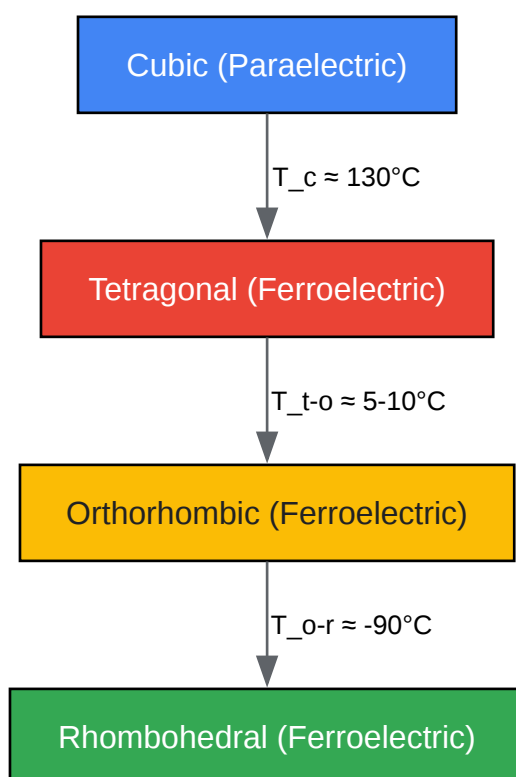 Cubic (Paraelectric)
T_c ≈ 130°C
Tetragonal (Ferroelectric)
T_t-o ≈ 5-10°C
Orthorhombic (Ferroelectric)
T_o-r ≈ -90°C
Rhombohedral (Ferroelectric)